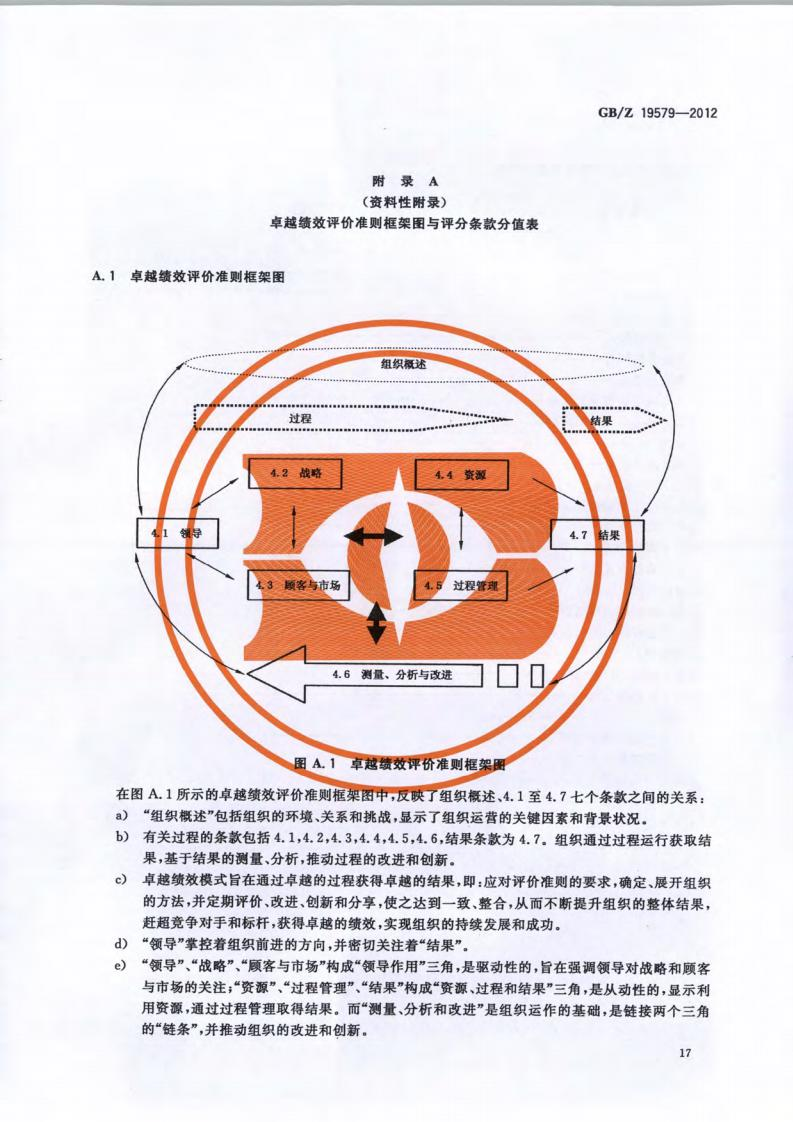 GB/Z 19579—2012
附 录 A
(资料性附录)
卓越绩效评价准则框架图与评分条款分值表
A.1 卓越绩效评价准则框架图
组织概述
过程
结果
4.2 战略
4.4 资源
4.1 领导
4.7 结果
4.3 顾客与市场
4.5 过程管理
4.6 测量、分析与改进
图 A.1 卓越绩效评价准则框架图
在图 A.1 所示的卓越绩效评价准则框架图中,反映了组织概述、4.1 至 4.7 七个条款之间的关系:
a) “组织概述”包括组织的环境、关系和挑战,显示了组织运营的关键因素和背景状况。
b) 有关过程的条款包括 4.1,4.2,4.3,4.4,4.5,4.6,结果条款为 4.7。组织通过过程运行获取结
果,基于结果的测量、分析,推动过程的改进和创新。
c) 卓越绩效模式旨在通过卓越的过程获得卓越的结果,即:应对评价准则的要求,确定、展开组织
的方法,并定期评价、改进、创新和分享,使之达到一致、整合,从而不断提升组织的整体结果,
赶超竞争对手和标杆,获得卓越的绩效,实现组织的持续发展和成功。
d) “领导”掌控着组织前进的方向,并密切关注着“结果”。
e) “领导”、“战略”、“顾客与市场”构成“领导作用”三角,是驱动性的,旨在强调领导对战略和顾客
与市场的关注;“资源”、“过程管理”、“结果”构成“资源、过程和结果”三角,是从动性的,显示利
用资源,通过过程管理取得结果。而“测量、分析和改进”是组织运作的基础,是链接两个三角
的“链条”,并推动组织的改进和创新。
17